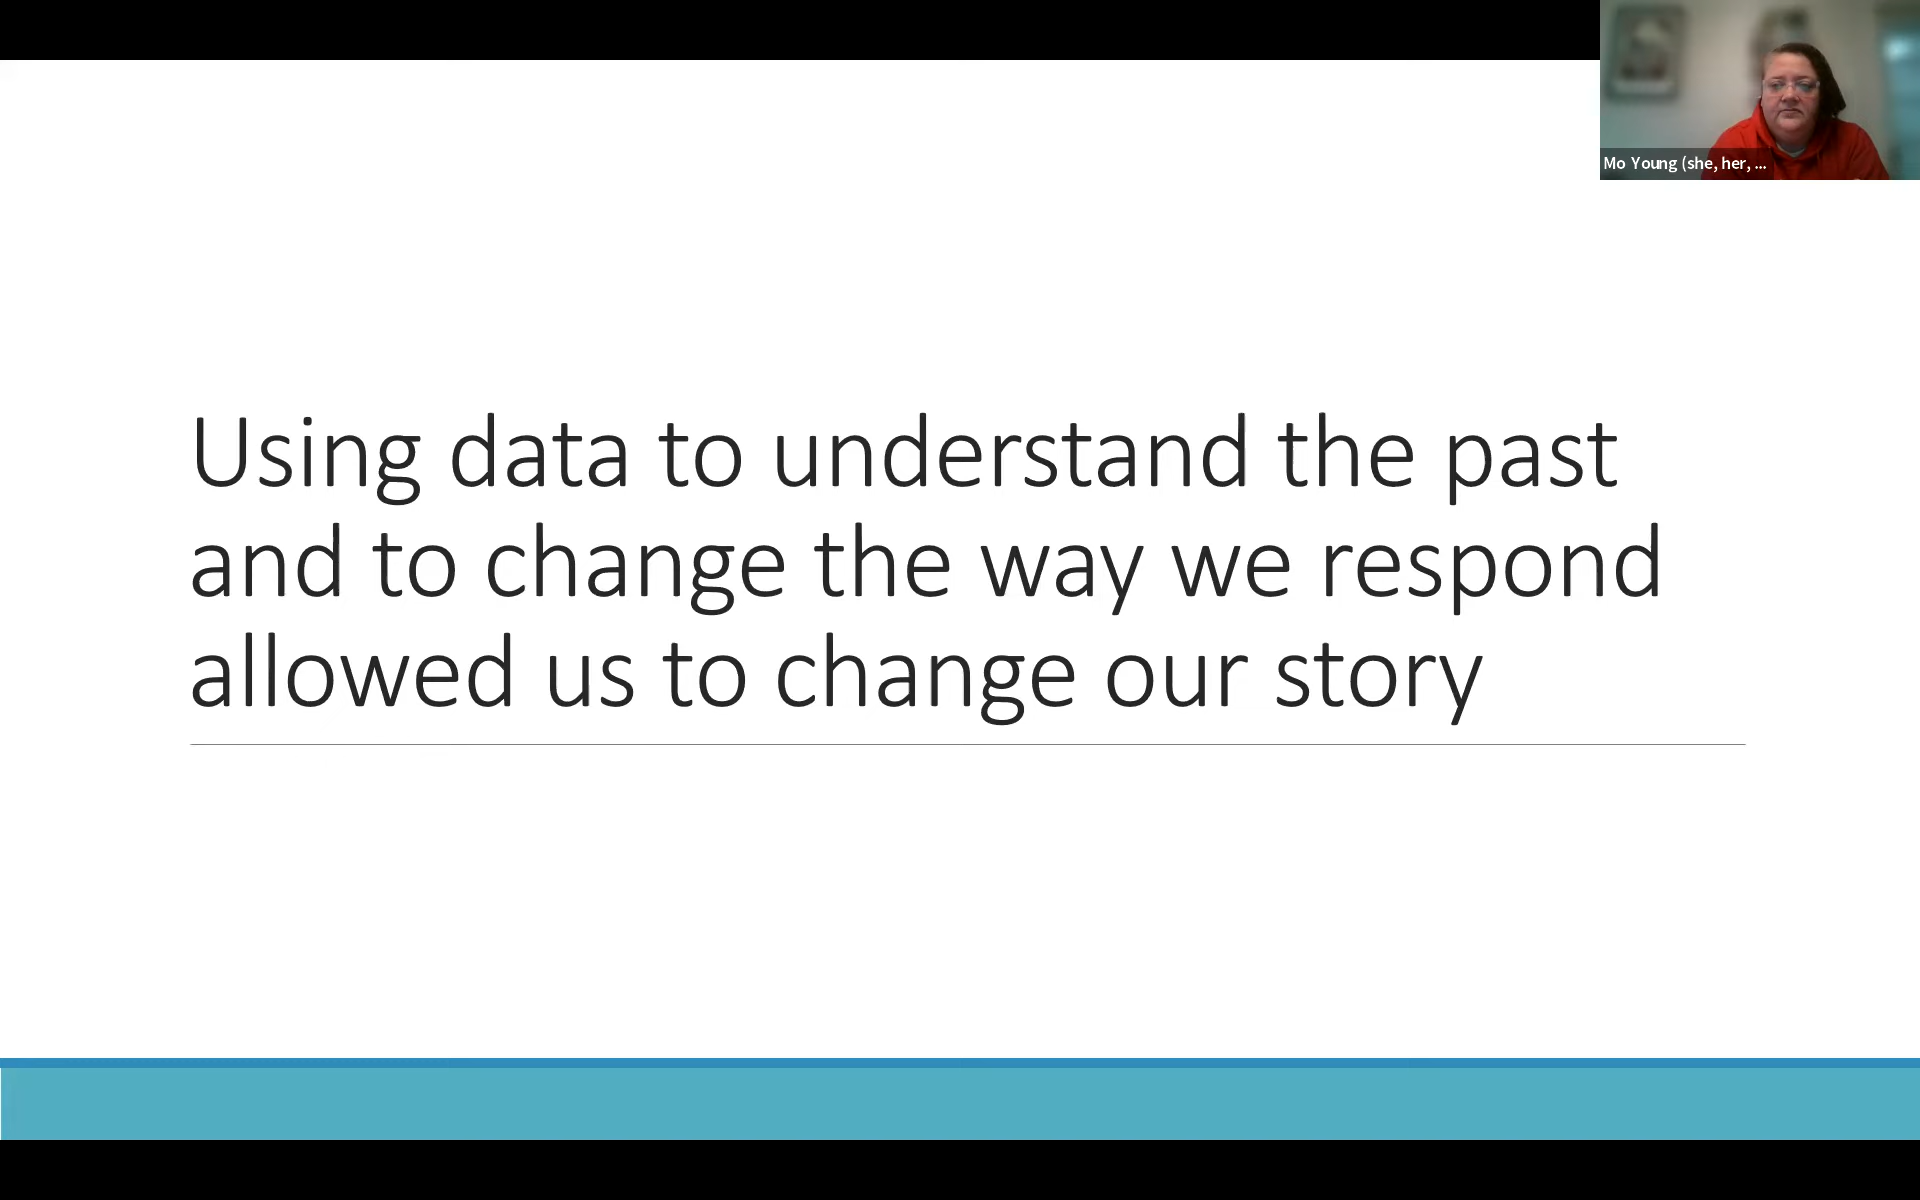 Mo Young (she, her, ...
Using data to understand the past
and to change the way we respond
allowed us to change our story